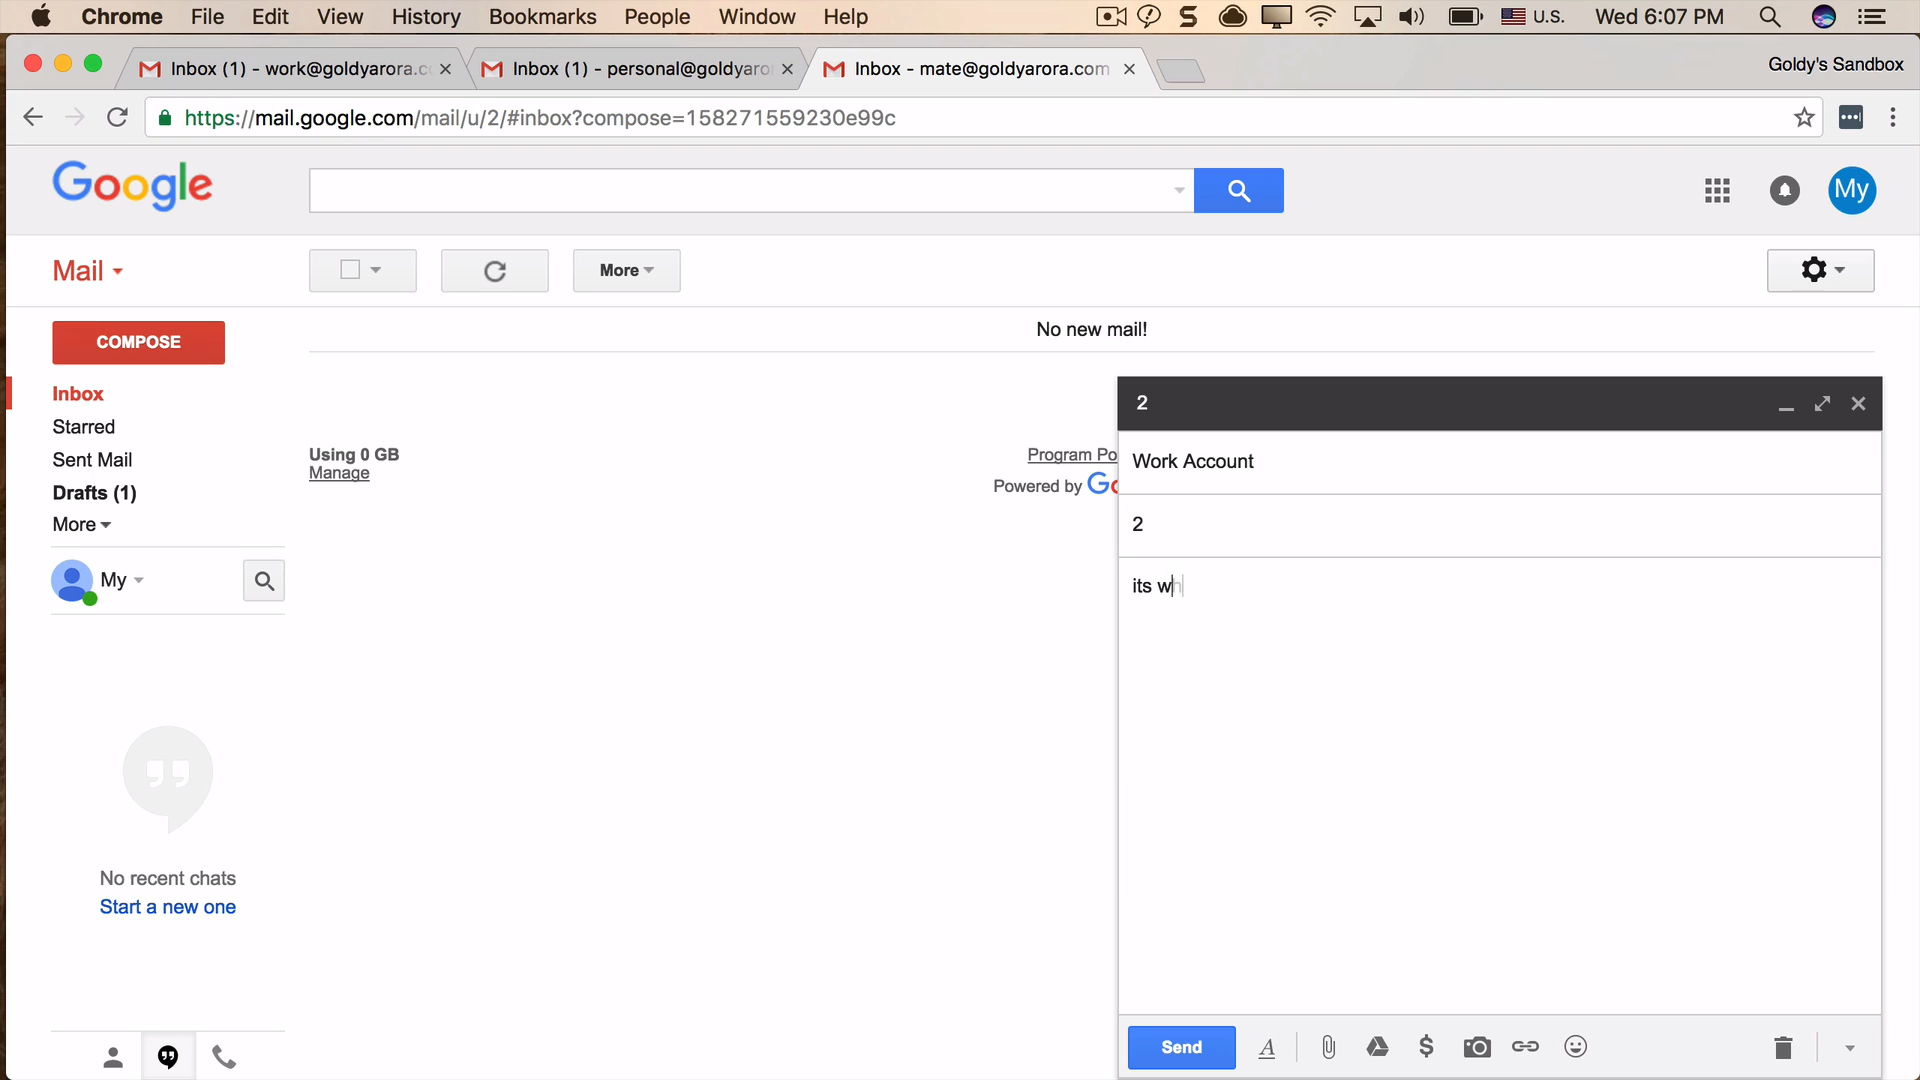 Chrome File Edit View History Bookmarks People Window Help U.S. Wed 6:07 PM
Inbox (1) - work@goldyarora.c
Inbox (1) - personal@goldyaro
Inbox - mate@goldyarora.com
Goldy's Sandbox
https://mail.google.com/mail/u/2/#inbox?compose=158271559230e99c
Google
My
Mail
More
COMPOSE
No new mail!
Inbox
Starred
Sent Mail
Drafts (1)
More
My
Using 0 GB
Manage
Program Po
Powered by Go
2
Work Account
2
its wh
No recent chats
Start a new one
Send